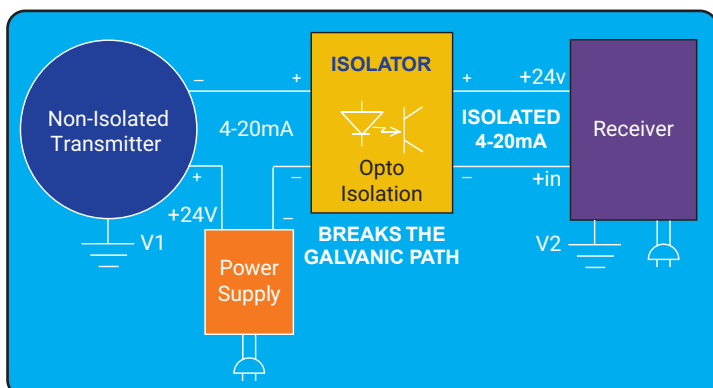 Non-Isolated
Transmitter
–
+
4-20mA
+24V
–
V1
Power
Supply
+
–
ISOLATOR
Opto
Isolation
BREAKS THE
GALVANIC PATH
+
–
+24v
ISOLATED
4-20mA
+in
Receiver
V2